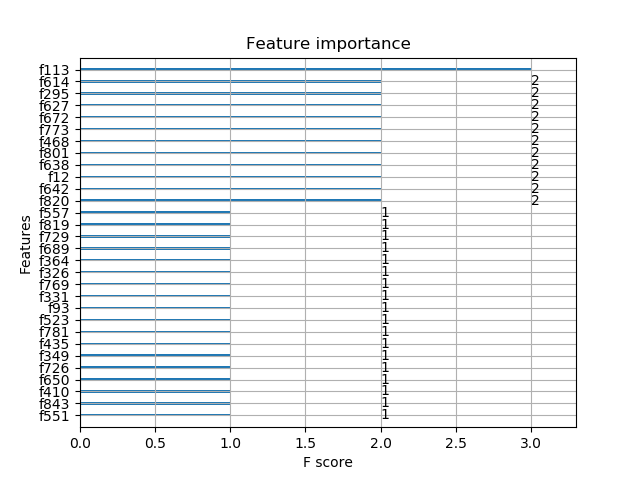 Feature importance
f113
f614 2
f295 2
f627 2
f672 2
f773 2
f468 2
f801 2
f638 2
f12 2
f642 2
f820 2
f557 1
f819 1
f729 1
f689 1
f364 1
f326 1
f769 1
f331 1
f93 1
f523 1
f781 1
f435 1
f349 1
f726 1
f650 1
f410 1
f843 1
f551 1
Features
0.0 0.5 1.0 1.5 2.0 2.5 3.0
F score